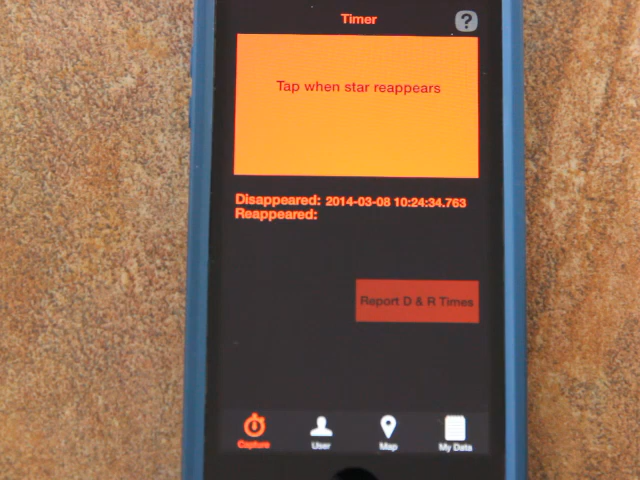 Timer
?
Tap when star reappears
Disappeared: 2014-03-08 10:24:34.763
Reappeared:
Report D & R Times
Capture
User
Map
My Data